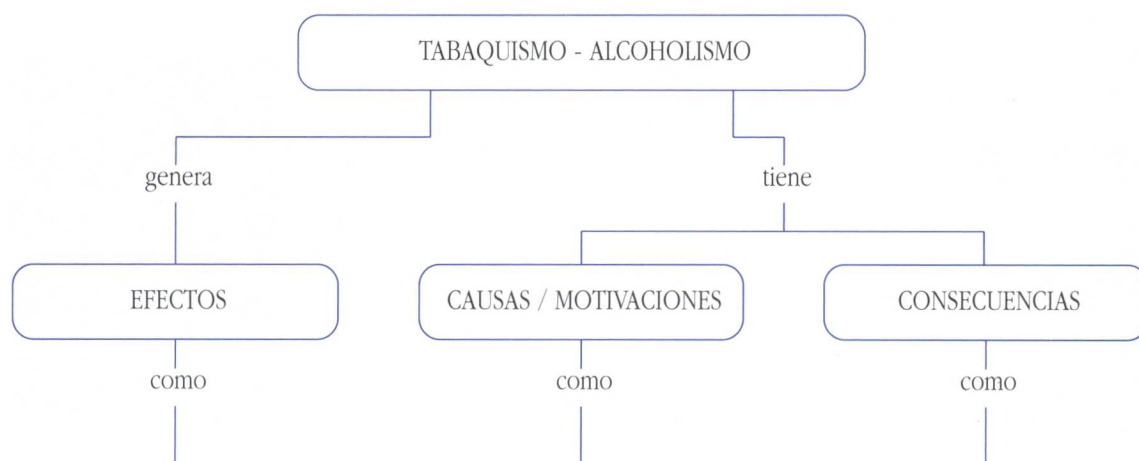 TABAQUISMO - ALCOHOLISMO
genera
tiene
EFECTOS
CAUSAS / MOTIVACIONES
CONSECUENCIAS
como
como
como